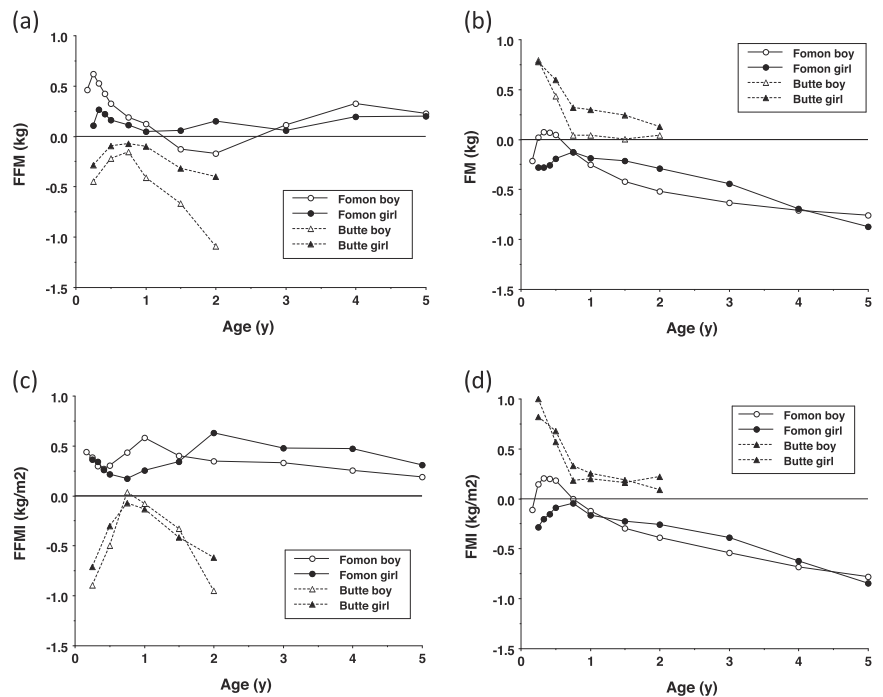 (a)
1.0
0.5
0.0
-0.5
-1.0
-1.5
FFM (kg)
Fomon boy
Fomon girl
Butte boy
Butte girl
0 1 2 3 4 5
Age (y)
(b)
1.0
0.5
0.0
-0.5
-1.0
-1.5
FM (kg)
Fomon boy
Fomon girl
Butte boy
Butte girl
0 1 2 3 4 5
Age (y)
(c)
1.0
0.5
0.0
-0.5
-1.0
-1.5
FFMI (kg/m2)
Fomon boy
Fomon girl
Butte boy
Butte girl
0 1 2 3 4 5
Age (y)
(d)
1.0
0.5
0.0
-0.5
-1.0
-1.5
FMI (kg/m2)
Fomon boy
Fomon girl
Butte boy
Butte girl
0 1 2 3 4 5
Age (y)